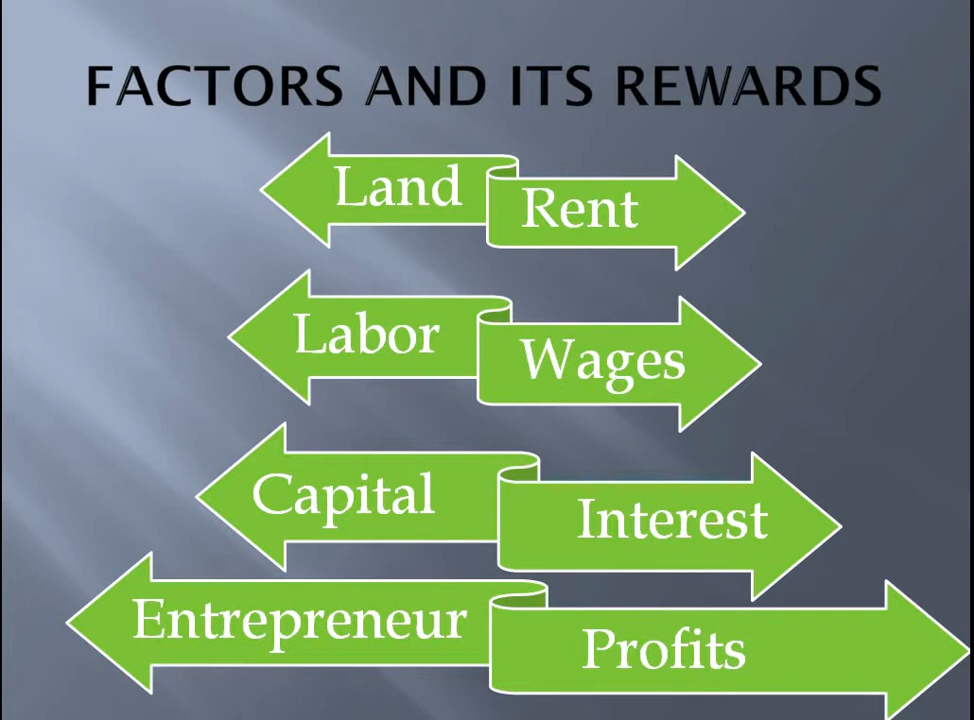 FACTORS AND ITS REWARDS
Land
Rent
Labor
Wages
Capital
Interest
Entrepreneur
Profits